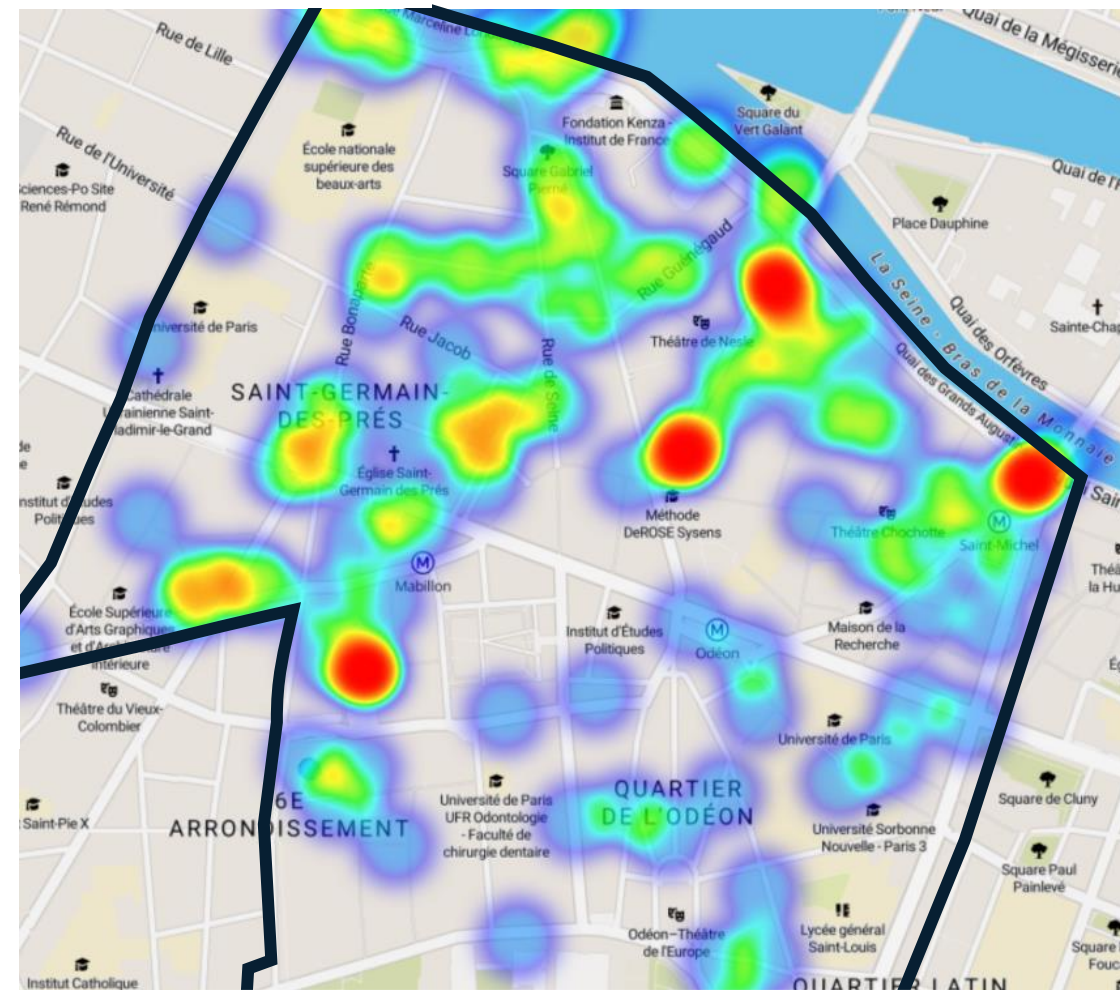 Marceline
Quai de la Mégisserie
Rue de Lille
Square du
Vert Galant
Fondation Kenza -
Institut de France
École nationale
supérieure des
beaux-arts
Rue de l'Université
Sciences-Po Site
René Rémond
Square Gabriel
Pierné
Quai de l'
Place Dauphine
Rue Guénégaud
La Seine - Bras de la Monnaie
Quai des Orfèvres
Sainte-Chap
Université de Paris
Rue Bonaparte
Rue Jacob
Rue de Seine
Théâtre de Nesle
Quai des Grands August
Cathédrale
Ukrainienne Saint-
Vladimir-le-Grand
SAINT-GERMAIN-
DES-PRÉS
Église Saint-
Germain des Prés
Institut d'Études
Politiques
Méthode
DeROSE Sysens
Théâtre Chochotte
M
Saint-Michel
M
Mabillon
École Supérieure
d'Arts Graphiques
et d'Architecture
Intérieure
Institut d'Études
Politiques
M
Odéon
Maison de la
Recherche
Théâtre du Vieux-
Colombier
Université de Paris
Saint-Pie X
6E
ARRONDISSEMENT
Université de Paris
UFR Odontologie
- Faculté de
chirurgie dentaire
QUARTIER
DE L'ODÉON
Université Sorbonne
Nouvelle - Paris 3
Square de Cluny
Square Paul
Painlevé
Odéon–Théâtre
de l'Europe
Lycée général
Saint-Louis
Square
Fouc
Institut Catholique
QUARTIER LATIN